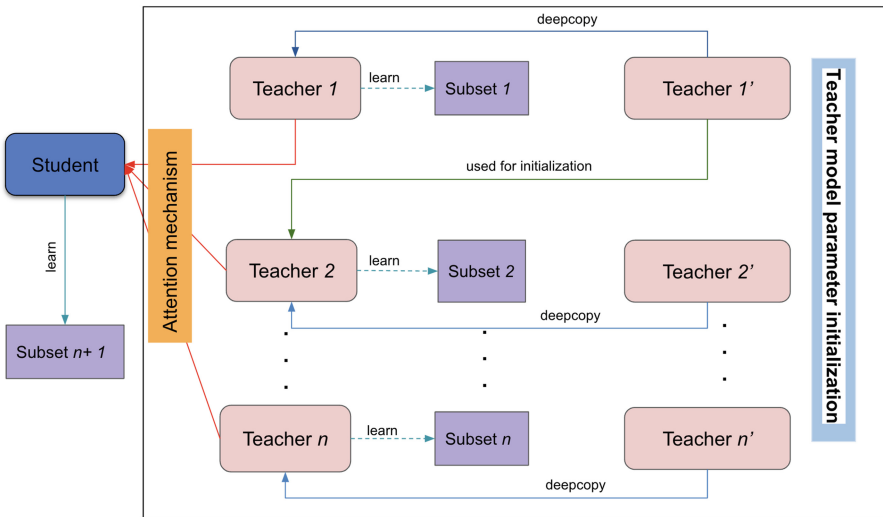 deepcopy
Teacher 1
learn
Subset 1
Teacher 1’
Student
Attention mechanism
used for initialization
learn
Teacher 2
learn
Subset 2
Teacher 2’
deepcopy
Subset n+ 1
Teacher n
learn
Subset n
Teacher n’
deepcopy
Teacher model parameter initialization